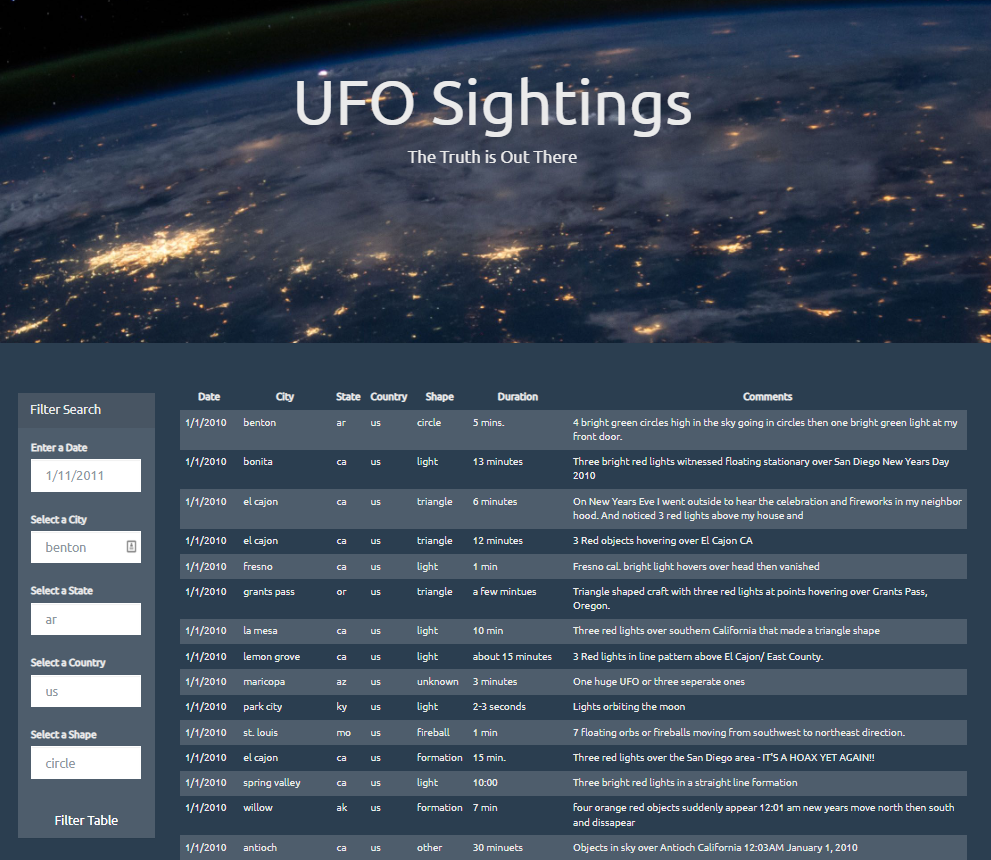 UFO Sightings
The Truth is Out There
Filter Search
Enter a Date
1/11/2011
Select a City
benton
Select a State
ar
Select a Country
us
Select a Shape
circle
Filter Table
Date City State Country Shape Duration Comments
1/1/2010 benton ar us circle 5 mins. 4 bright green circles high in the sky going in circles then one bright green light at my
front door.
1/1/2010 bonita ca us light 13 minutes Three bright red lights witnessed floating stationary over San Diego New Years Day
2010
1/1/2010 el cajon ca us triangle 6 minutes On New Years Eve I went outside to hear the celebration and fireworks in my neighbor
hood. And noticed 3 red lights above my house and
1/1/2010 el cajon ca us triangle 12 minutes 3 Red objects hovering over El Cajon CA
1/1/2010 fresno ca us light 1 min Fresno cal. bright light hovers over head then vanished
1/1/2010 grants pass or us triangle a few mintues Triangle shaped craft with three red lights at points hovering over Grants Pass,
Oregon.
1/1/2010 la mesa ca us light 10 min Three red lights over southern California that made a triangle shape
1/1/2010 lemon grove ca us light about 15 minutes 3 Red lights in line pattern above El Cajon/ East County.
1/1/2010 maricopa az us unknown 3 minutes One huge UFO or three seperate ones
1/1/2010 park city ky us light 2-3 seconds Lights orbiting the moon
1/1/2010 st. louis mo us fireball 1 min 7 floating orbs or fireballs moving from southwest to northeast direction.
1/1/2010 el cajon ca us formation 15 min. Three red lights over the San Diego area - IT'S A HOAX YET AGAIN!!
1/1/2010 spring valley ca us light 10:00 Three bright red lights in a straight line formation
1/1/2010 willow ak us formation 7 min four orange red objects suddenly appear 12:01 am new years move north then south
and dissapear
1/1/2010 antioch ca us other 30 minuets Objects in sky over Antioch California 12:03AM January 1, 2010